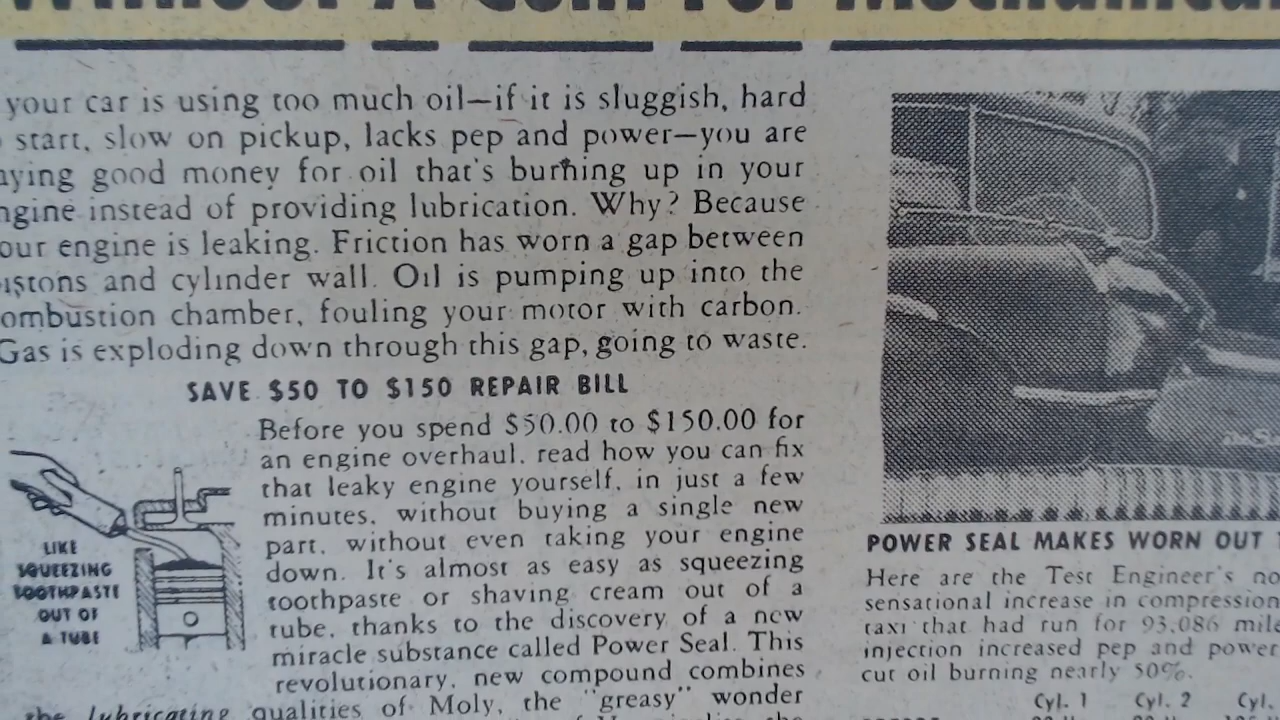 your car is using too much oil—if it is sluggish, hard
start, slow on pickup, lacks pep and power—you are
aying good money for oil that's burning up in your
ngine instead of providing lubrication. Why? Because
our engine is leaking. Friction has worn a gap between
istons and cylinder wall. Oil is pumping up into the
ombustion chamber, fouling your motor with carbon.
Gas is exploding down through this gap, going to waste.
SAVE $50 TO $150 REPAIR BILL
Before you spend $50.00 to $150.00 for
an engine overhaul, read how you can fix
that leaky engine yourself, in just a few
minutes, without buying a single new
part, without even taking your engine
down. It's almost as easy as squeezing
toothpaste or shaving cream out of a
tube, thanks to the discovery of a new
miracle substance called Power Seal. This
revolutionary, new compound combines
the lubricating qualities of Moly, the "greasy" wonder
LIKE
SQUEEZING
TOOTHPASTE
OUT OF
A TUBE
POWER SEAL MAKES WORN OUT
Here are the Test Engineer's no
sensational increase in compression
taxi that had run for 93,086 mile
injection increased pep and power
cut oil burning nearly 50%.
Cyl. 1 Cyl. 2 Cyl.